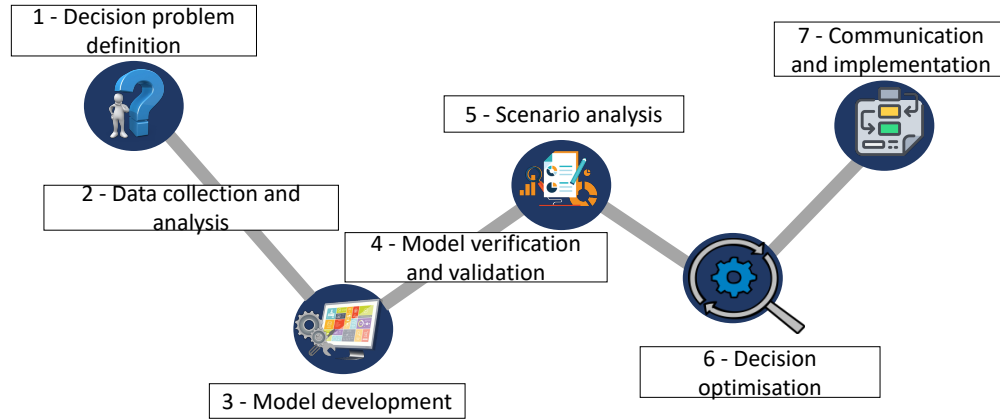 1 - Decision problem
definition
2 - Data collection and
analysis
3 - Model development
4 - Model verification
and validation
5 - Scenario analysis
6 - Decision
optimisation
7 - Communication
and implementation